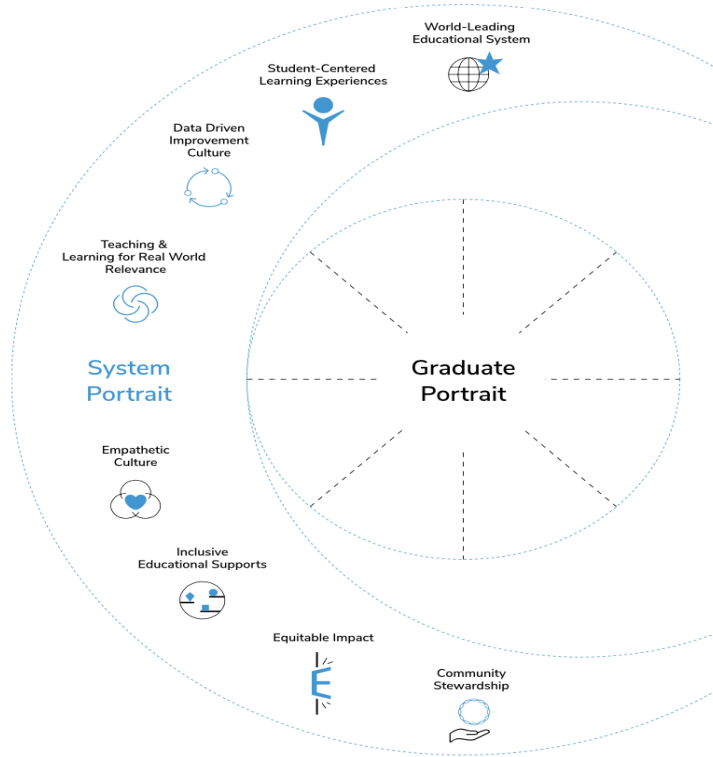 World-Leading
Educational System
Student-Centered
Learning Experiences
Data Driven
Improvement
Culture
Teaching &
Learning for Real World
Relevance
System
Portrait
Graduate
Portrait
Empathetic
Culture
Inclusive
Educational Supports
Equitable Impact
Community
Stewardship